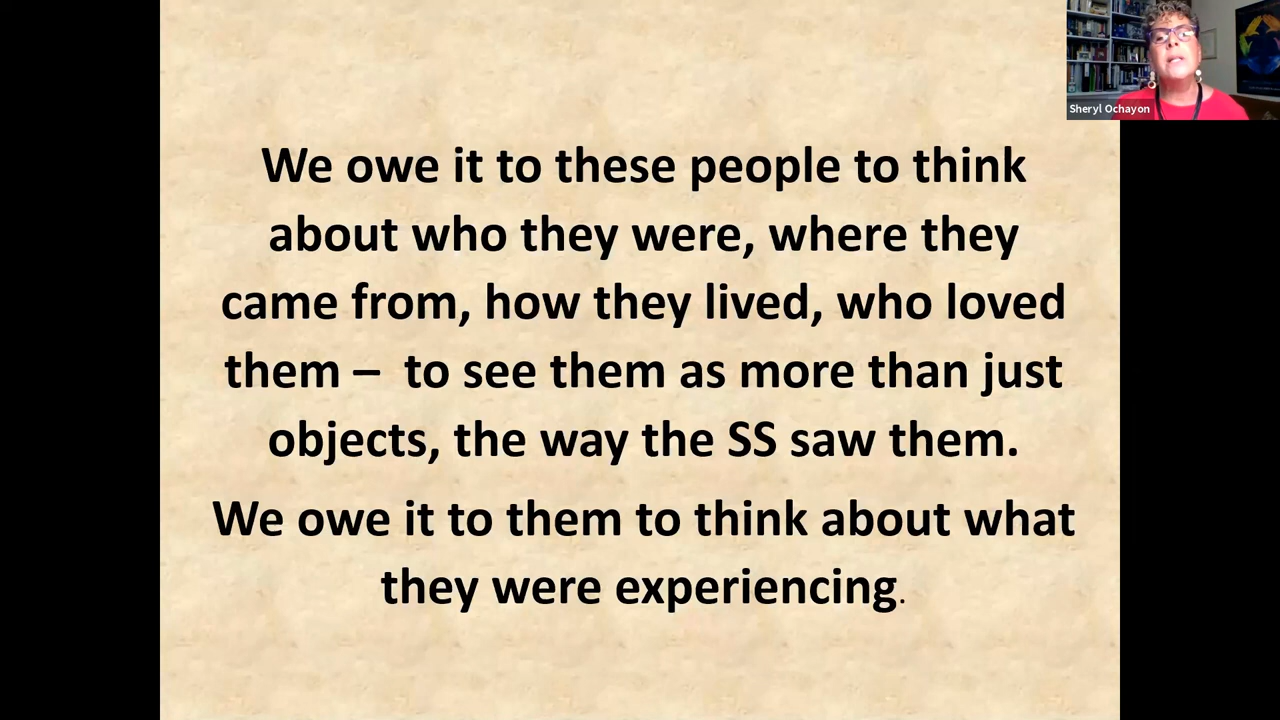 Sheryl Ochayon
We owe it to these people to think
about who they were, where they
came from, how they lived, who loved
them –  to see them as more than just
objects, the way the SS saw them.
We owe it to them to think about what
they were experiencing.